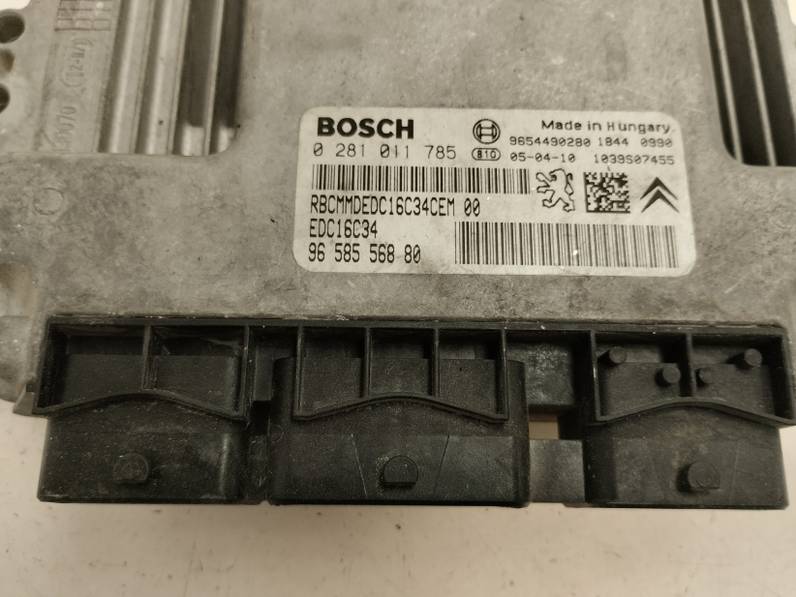 BOSCH
Made in Hungary
9654490280 1844 0990
0 281 011 785
B10 05-04-10 1039S07455
RBCMMDEDC16C34CEM 00
EDC16C34
96 585 568 80